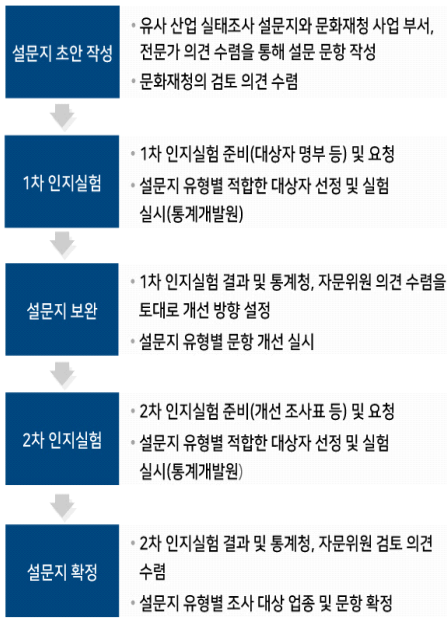 설문지 초안 작성
• 유사 산업 실태조사 설문지와 문화재청 사업 부서,
전문가 의견 수렴을 통해 설문 문항 작성
• 문화재청의 검토 의견 수렴
1차 인지실험
• 1차 인지실험 준비(대상자 명부 등) 및 요청
• 설문지 유형별 적합한 대상자 선정 및 실험
실시(통계개발원)
설문지 보완
• 1차 인지실험 결과 및 통계청, 자문위원 의견 수렴을
토대로 개선 방향 설정
• 설문지 유형별 문항 개선 실시
2차 인지실험
• 2차 인지실험 준비(개선 조사표 등) 및 요청
• 설문지 유형별 적합한 대상자 선정 및 실험
실시(통계개발원)
설문지 확정
• 2차 인지실험 결과 및 통계청, 자문위원 검토 의견
수렴
• 설문지 유형별 조사 대상 업종 및 문항 확정